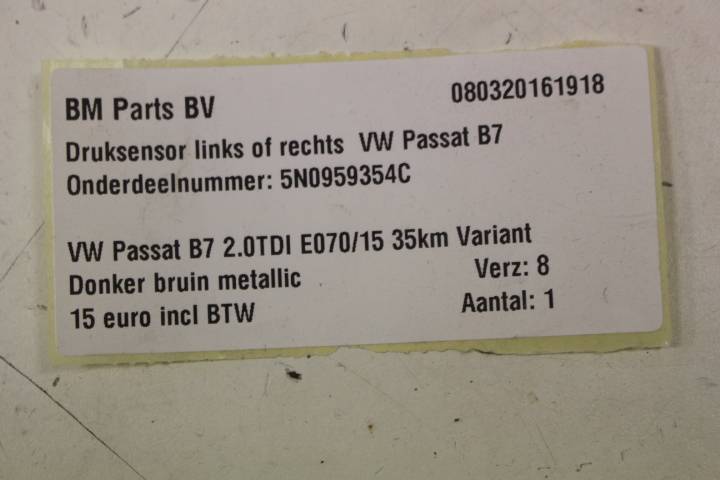 BM Parts BV 080320161918
Druksensor links of rechts VW Passat B7
Onderdeelnummer: 5N0959354C
VW Passat B7 2.0TDI E070/15 35km Variant
Donker bruin metallic Verz: 8
15 euro incl BTW Aantal: 1